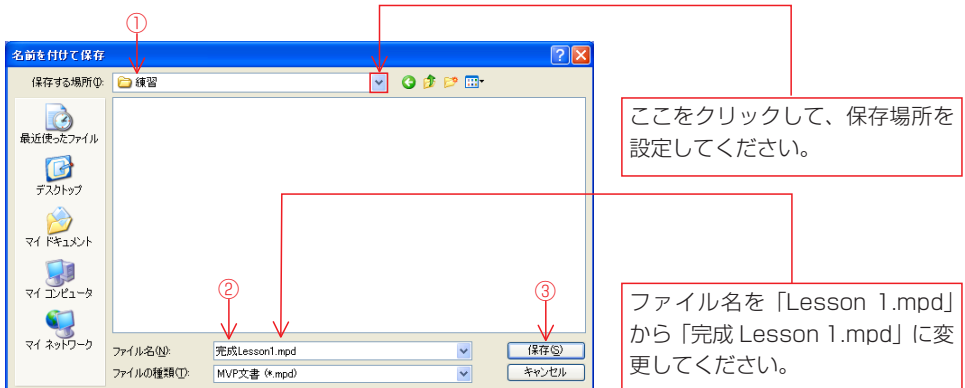 ①
名前を付けて保存
保存する場所(I):
練習
ここをクリックして、保存場所を
設定してください。
最近使ったファイル
デスクトップ
マイ ドキュメント
マイ コンピュータ
マイ ネットワーク
②
③
ファイル名(N):
完成Lesson1.mpd
保存(S)
ファイルの種類(T):
MVP文書 (*.mpd)
キャンセル
ファイル名を「Lesson 1.mpd」
から「完成 Lesson 1.mpd」に変
更してください。